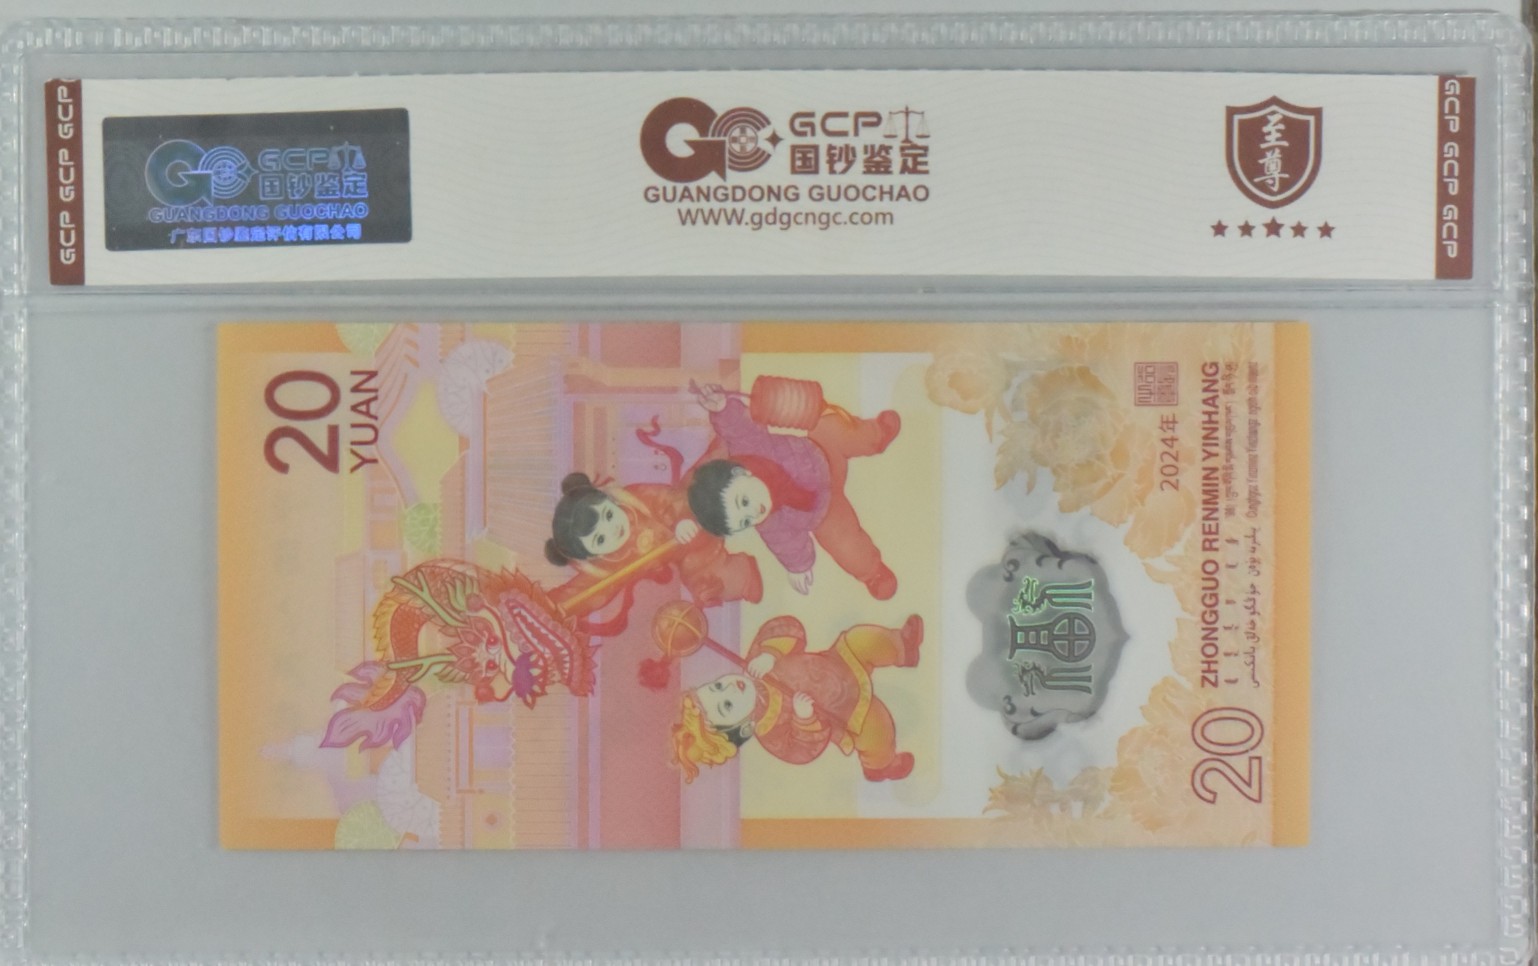 GCP GCP GCP
GCP
国钞鉴定
GUANGDONG GUOCHAO
广东国钞鉴定评估有限公司
GCP
国钞鉴定
GUANGDONG GUOCHAO
WWW.gdgcngc.com
至尊
GCP GCP GCP
20
YUAN
2024年
ZHONGGUO RENMIN YINHANG
20